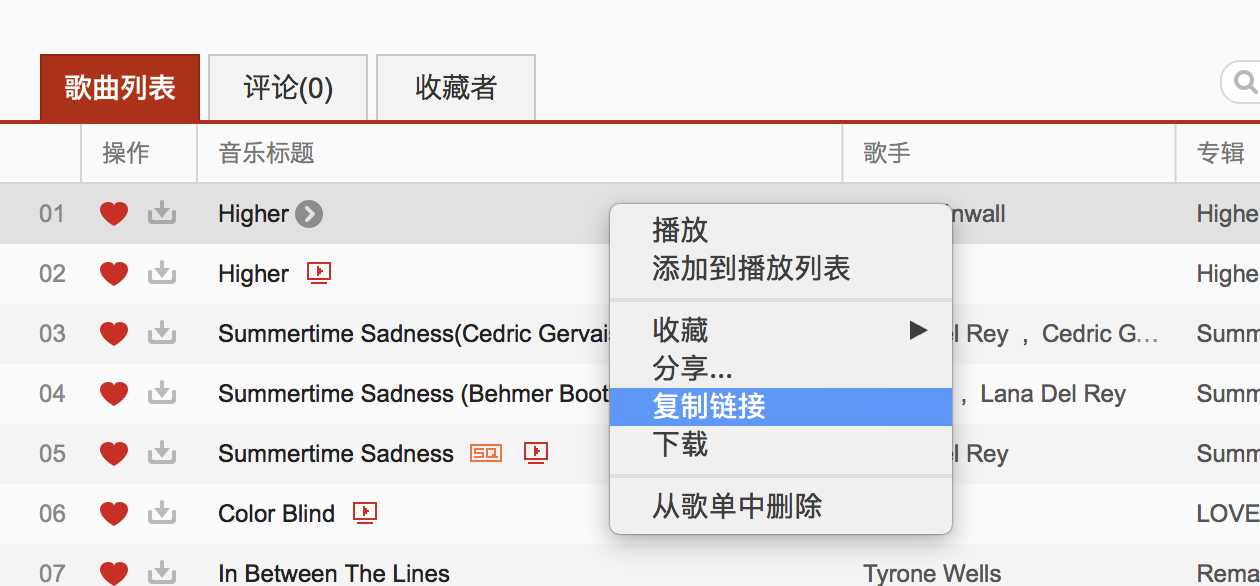 歌曲列表 评论(0) 收藏者
操作 音乐标题 歌手 专辑
01 Higher nwall Highe
02 Higher Highe
03 Summertime Sadness(Cedric Gervai l Rey , Cedric G... Summ
04 Summertime Sadness (Behmer Boot , Lana Del Rey Summ
05 Summertime Sadness SQ l Rey Summ
06 Color Blind LOVE
07 In Between The Lines Tyrone Wells Rema
播放
添加到播放列表
收藏
分享...
复制链接
下载
从歌单中删除